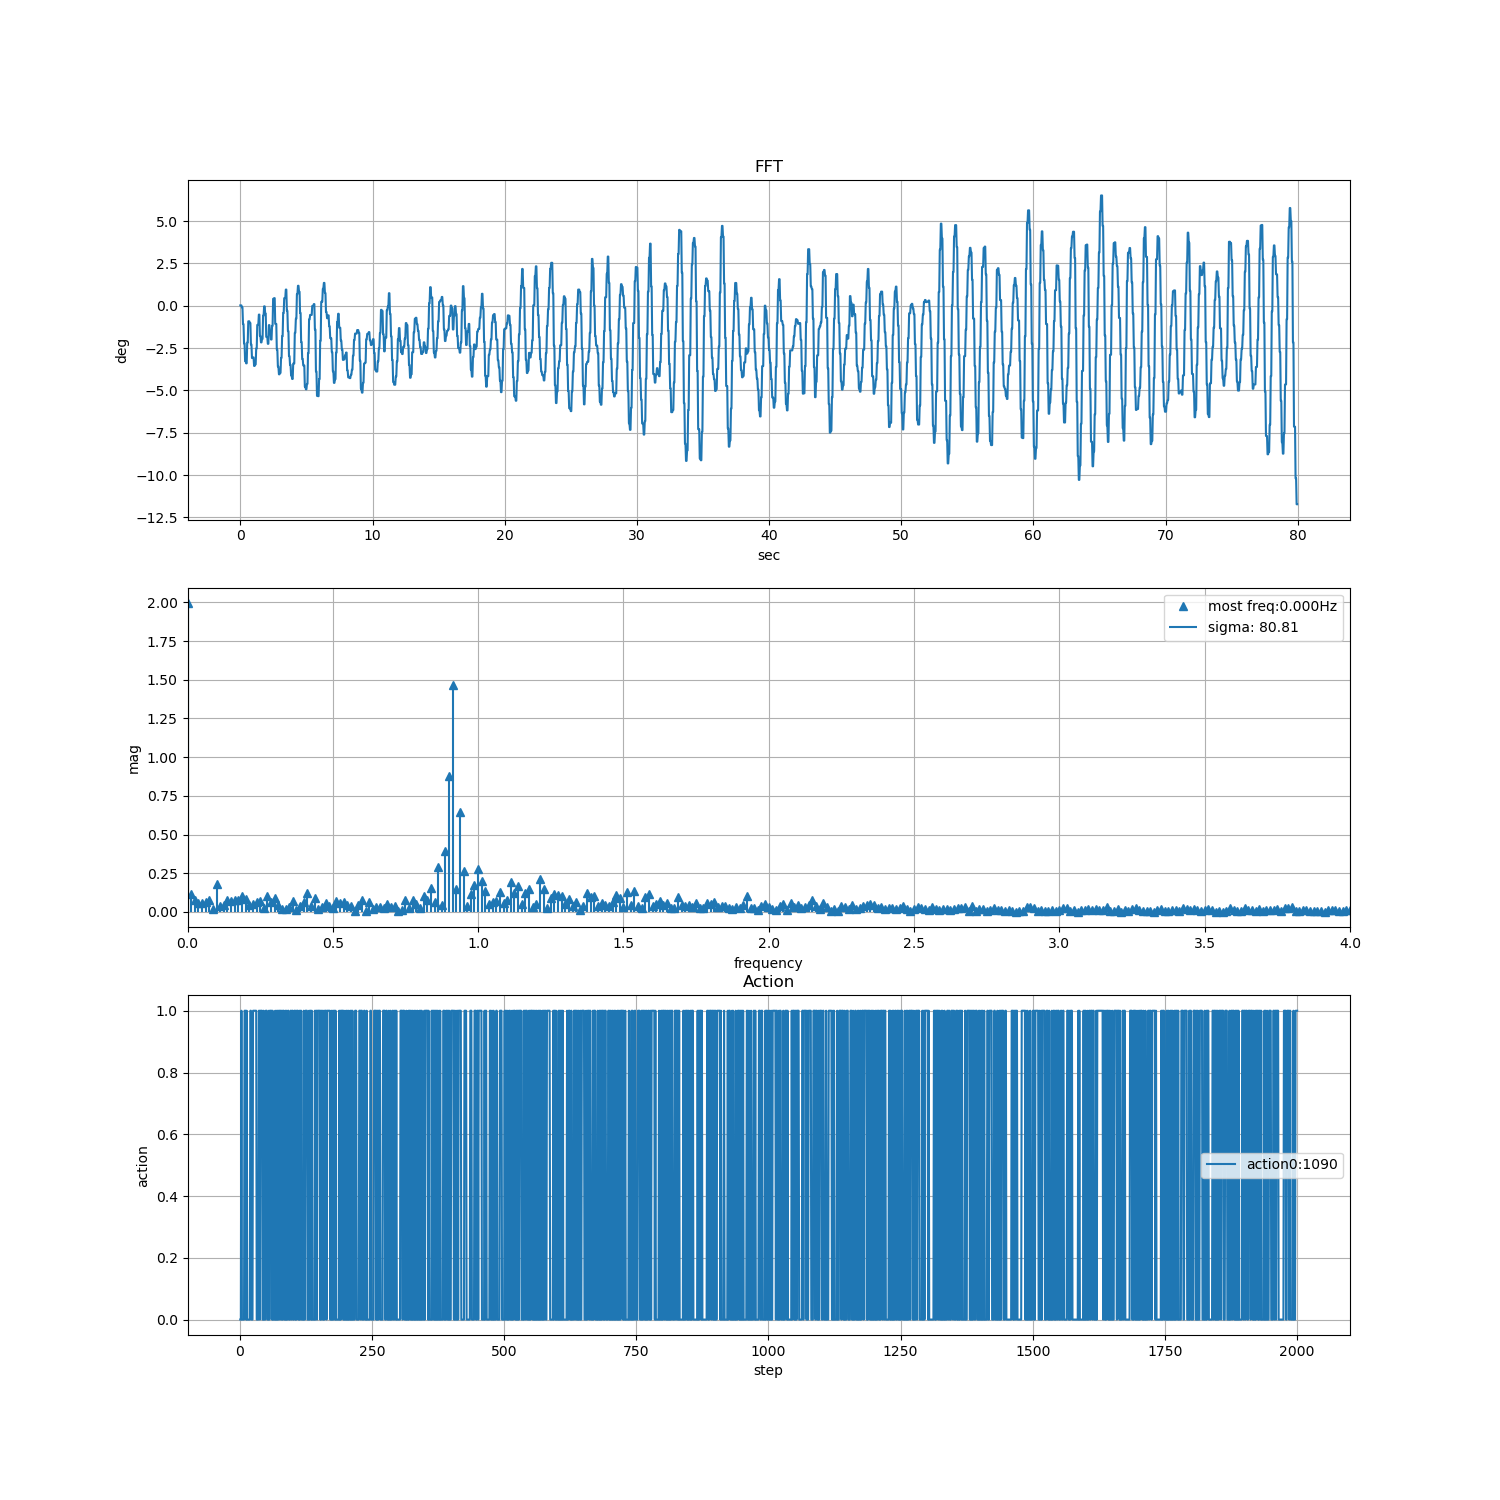 FFT
5.0
2.5
0.0
−2.5
−5.0
−7.5
−10.0
−12.5
deg
0 10 20 30 40 50 60 70 80
sec
2.00
1.75
1.50
1.25
1.00
0.75
0.50
0.25
0.00
mag
most freq:0.000Hz
sigma: 80.81
0.0 0.5 1.0 1.5 2.0 2.5 3.0 3.5 4.0
frequency
Action
1.0
0.8
0.6
0.4
0.2
0.0
action
action0:1090
0 250 500 750 1000 1250 1500 1750 2000
step